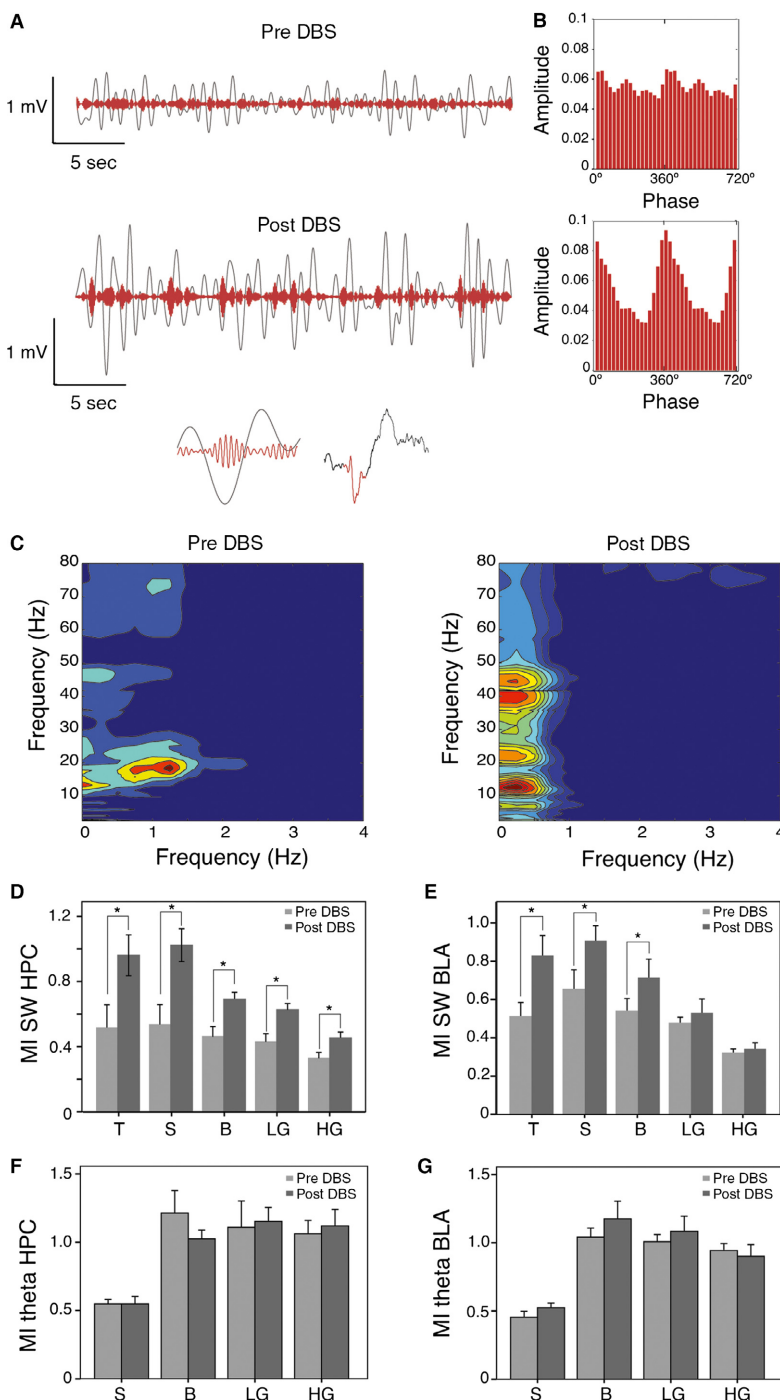 A
Pre DBS
1 mV
5 sec
Post DBS
1 mV
5 sec
B
0.1
0.08
0.06
0.04
0.02
0
Amplitude
0º 360º 720º
Phase
0.1
0.08
0.06
0.04
0.02
0
Amplitude
0º 360º 720º
Phase
C
Pre DBS
80
70
60
50
40
30
20
10
Frequency (Hz)
0 1 2 3 4
Frequency (Hz)
Post DBS
80
70
60
50
40
30
20
10
Frequency (Hz)
0 1 2 3 4
Frequency (Hz)
D
MI SW HPC
1.2
0.8
0.4
0
* * * * *
Pre DBS
Post DBS
T S B LG HG
E
MI SW BLA
1.0
0.8
0.6
0.4
0.2
0
* * *
Pre DBS
Post DBS
T S B LG HG
F
MI theta HPC
1.5
1.0
0.5
0
Pre DBS
Post DBS
S B LG HG
G
MI theta BLA
1.5
1.0
0.5
0
Pre DBS
Post DBS
S B LG HG